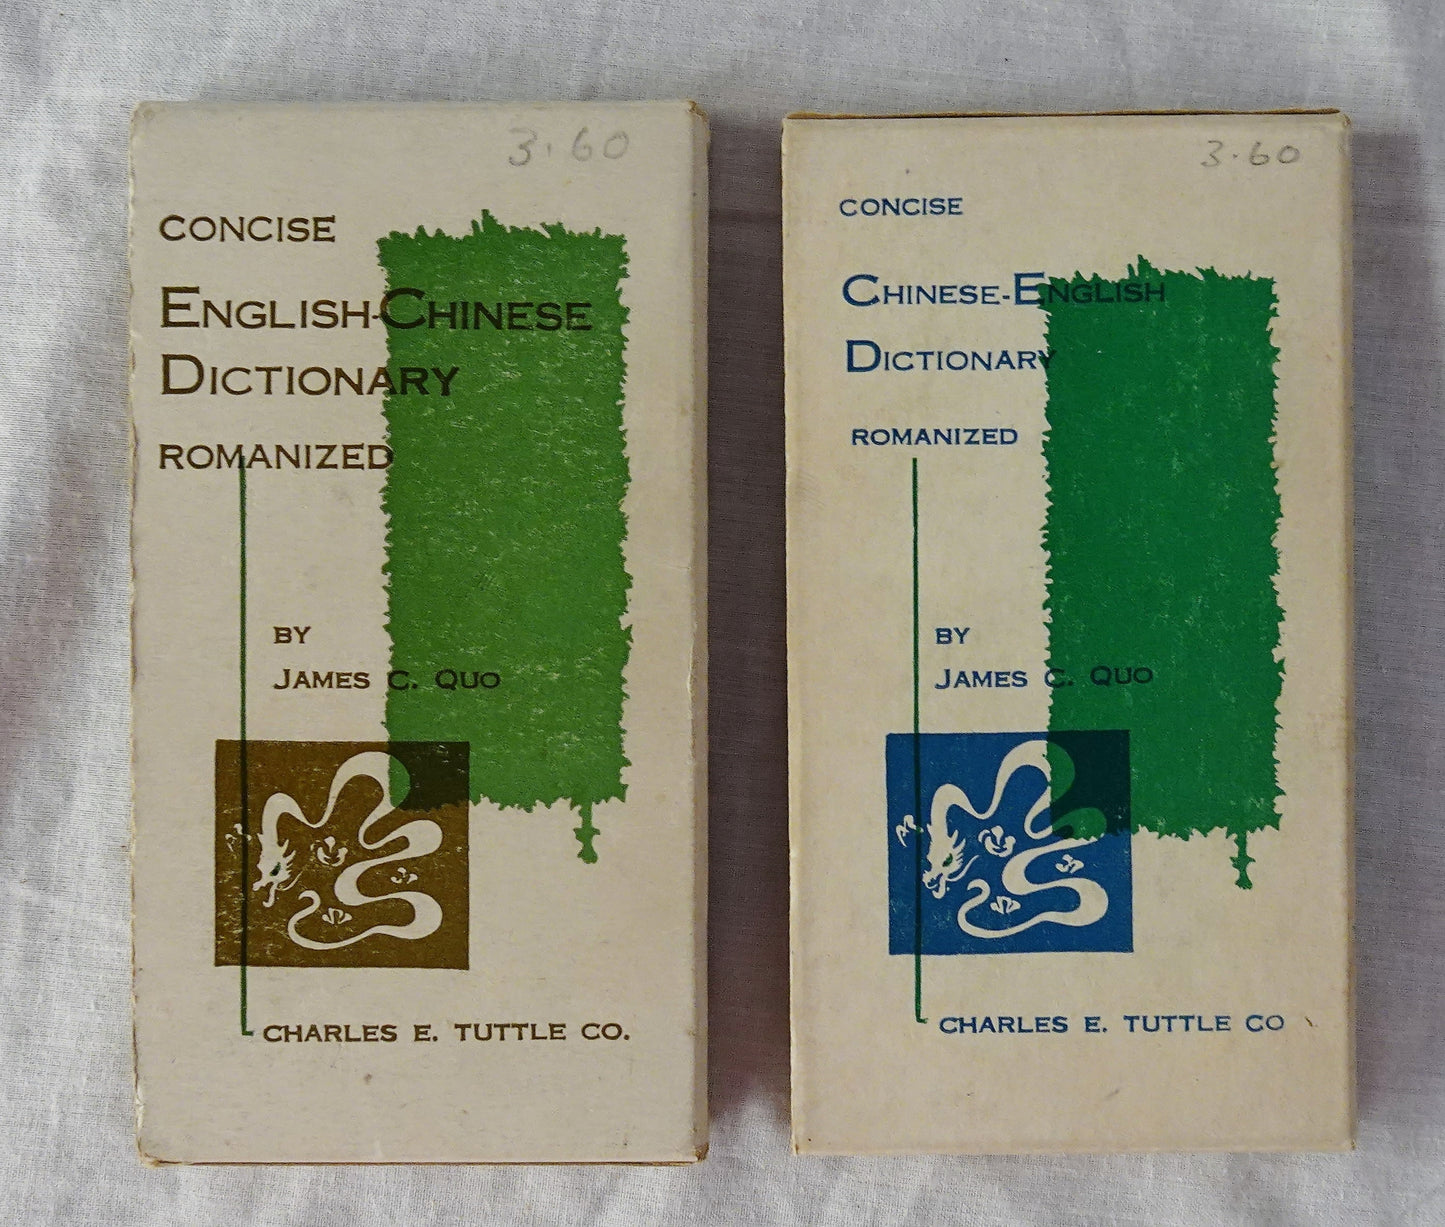 3.60
CONCISE
ENGLISH-CHINESE
DICTIONARY
ROMANIZED
BY
JAMES C. QUO
CHARLES E. TUTTLE CO.
3.60
CONCISE
CHINESE-ENGLISH
DICTIONARY
ROMANIZED
BY
JAMES C. QUO
CHARLES E. TUTTLE CO